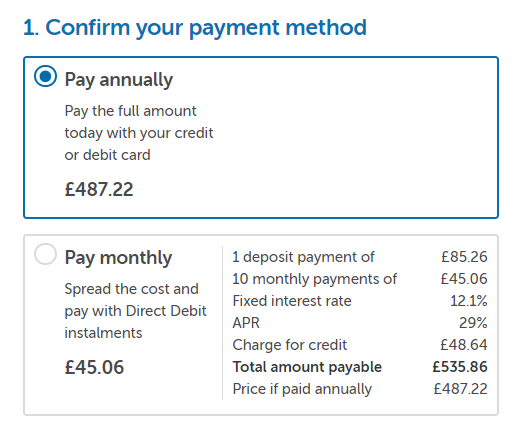 1. Confirm your payment method
Pay annually
Pay the full amount
today with your credit
or debit card
£487.22
Pay monthly
Spread the cost and
pay with Direct Debit
instalments
£45.06
1 deposit payment of £85.26
10 monthly payments of £45.06
Fixed interest rate 12.1%
APR 29%
Charge for credit £48.64
Total amount payable £535.86
Price if paid annually £487.22